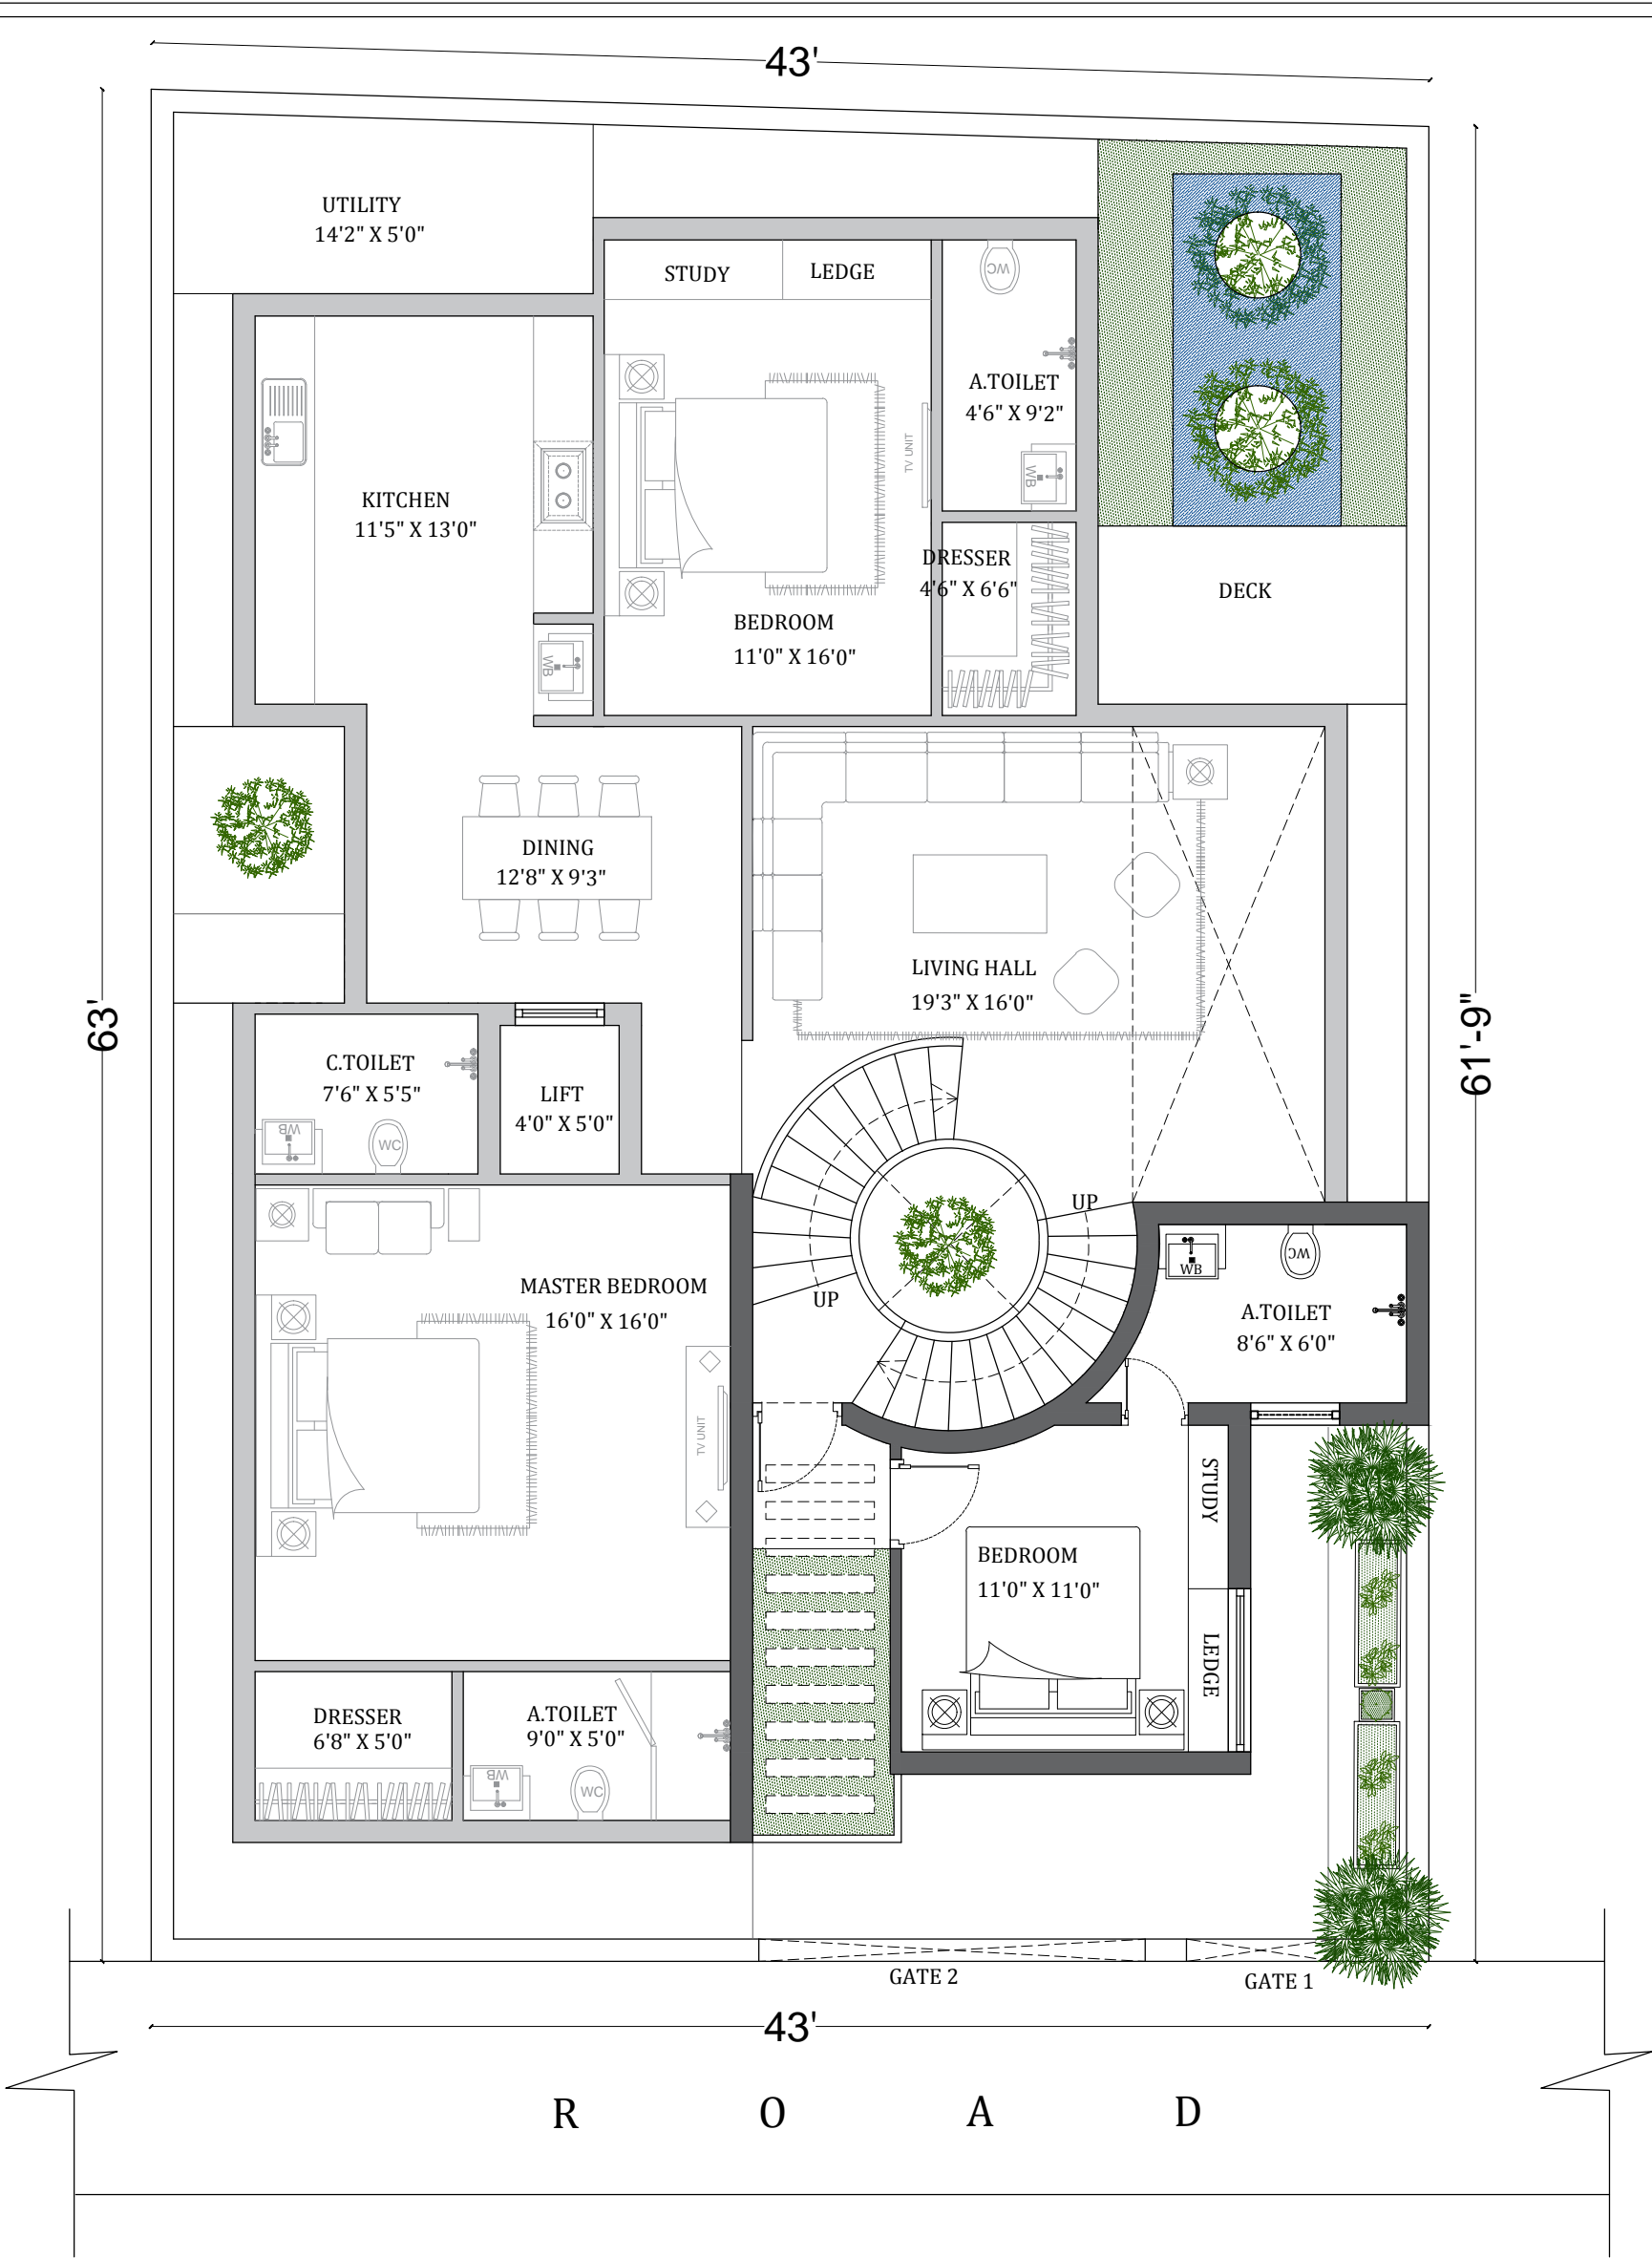 43'
UTILITY
14'2" X 5'0"
STUDY
LEDGE
WC
A.TOILET
4'6" X 9'2"
TV UNIT
WB
KITCHEN
11'5" X 13'0"
DRESSER
4'6" X 6'6"
DECK
BEDROOM
11'0" X 16'0"
WB
DINING
12'8" X 9'3"
LIVING HALL
19'3" X 16'0"
63'
61'-9"
C.TOILET
7'6" X 5'5"
WB
WC
LIFT
4'0" X 5'0"
UP
UP
WB
WC
A.TOILET
8'6" X 6'0"
MASTER BEDROOM
16'0" X 16'0"
TV UNIT
STUDY
BEDROOM
11'0" X 11'0"
LEDGE
DRESSER
6'8" X 5'0"
A.TOILET
9'0" X 5'0"
WB
WC
GATE 2
GATE 1
43'
R O A D